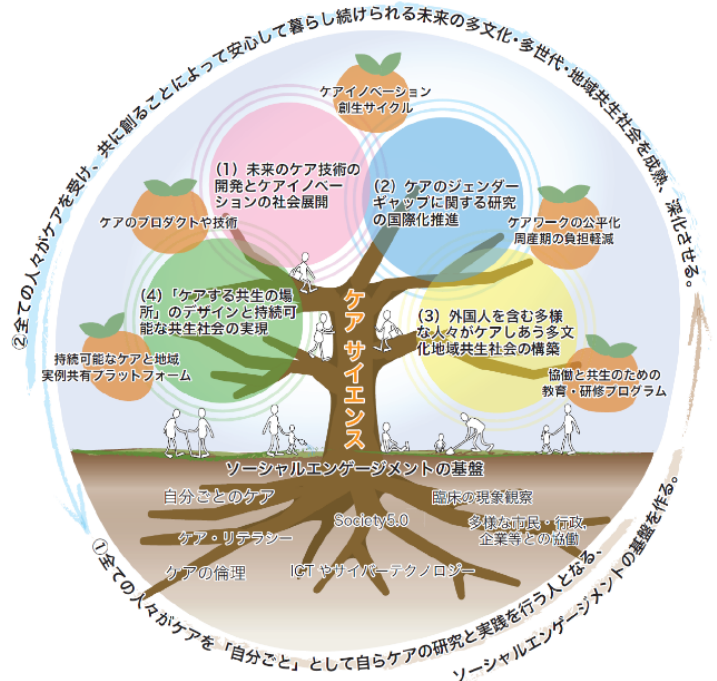 ②全ての人々がケアを受け、共に創ることによって安心して暮らし続けられる未来の多文化・多世代・地域共生社会を成熟、深化させる。
ケアイノベーション
創生サイクル
(1)未来のケア技術の
開発とケアイノベー
ションの社会展開
(2)ケアのジェンダー
ギャップに関する研究
の国際化推進
ケアのプロダクトや技術
ケアワークの公平化
周産期の負担軽減
(4)「ケアする共生の場
所」のデザインと持続可
能な共生社会の実現
ケアサイエンス
(3)外国人を含む多様
な人々がケアしあう多文
化地域共生社会の構築
持続可能なケアと地域
実例共有プラットフォーム
協働と共生のための
教育・研修プログラム
ソーシャルエンゲージメントの基盤
自分ごとのケア
臨床の現象観察
Society5.0
多様な市民・行政、
企業等との協働
ケア・リテラシー
ケアの倫理
ICTやサイバーテクノロジー
①全ての人々がケアを「自分ごと」として自らケアの研究と実践を行う人となる、
ソーシャルエンゲージメントの基盤を作る。